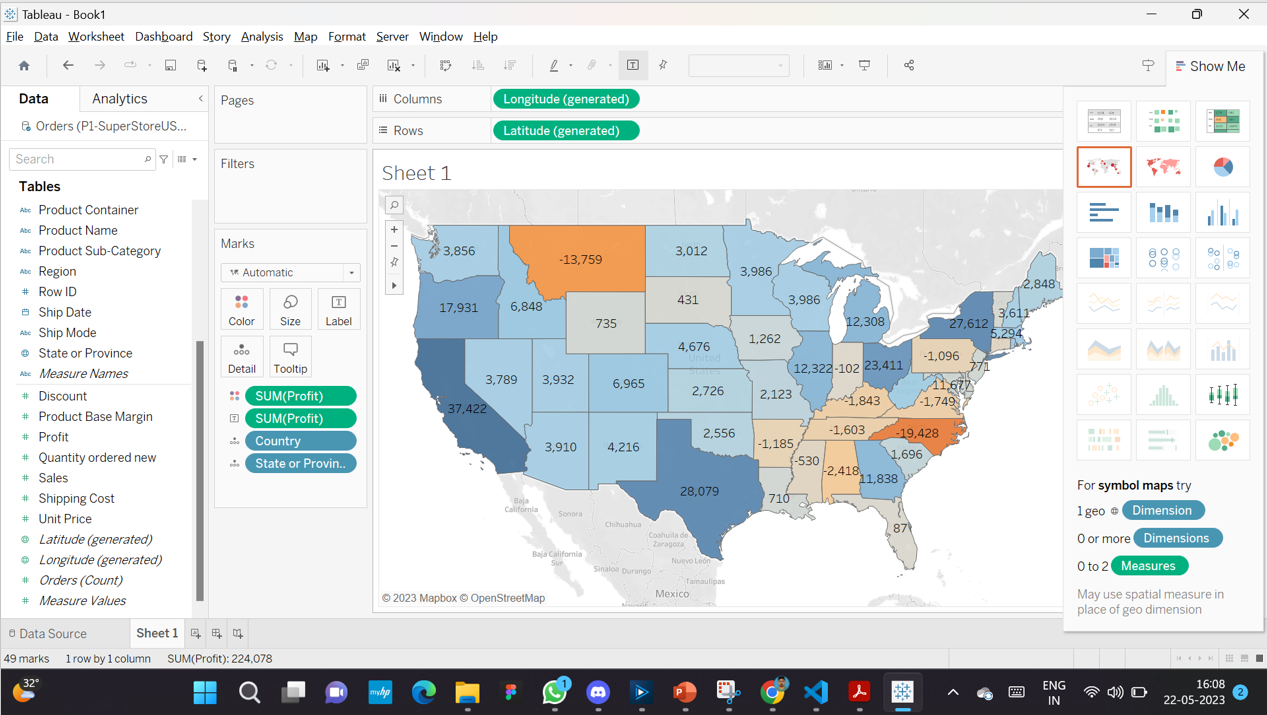 Tableau - Book1
File Data Worksheet Dashboard Story Analysis Map Format Server Window Help
Show Me
Data Analytics
Orders (P1-SuperStoreUS...
Search
Tables
Abc Product Container
Abc Product Name
Abc Product Sub-Category
Abc Region
# Row ID
Ship Date
Abc Ship Mode
State or Province
Abc Measure Names
# Discount
# Product Base Margin
# Profit
# Quantity ordered new
# Sales
# Shipping Cost
# Unit Price
Latitude (generated)
Longitude (generated)
# Orders (Count)
# Measure Values
Pages
Filters
Marks
Automatic
Color Size Label
Detail Tooltip
SUM(Profit)
SUM(Profit)
Country
State or Provin..
Columns Longitude (generated)
Rows Latitude (generated)
Sheet 1
3,856
-13,759
3,012
3,986
2,848
17,931
6,848
735
431
3,986
12,308
27,612
3,611
5,294
1,262
-1,096
771
4,676
United
States
3,789
3,932
6,965
2,726
2,123
12,322
-102
23,411
11,677
-1,749
-1,843
37,422
3,910
4,216
2,556
-1,185
-1,603
-19,428
1,696
28,079
710
-530
-2,418
11,838
87
Baja
California
Sonora
Chihuahua
Coahuila de
Zaragoza
Baja California
Sur
Sinaloa
Durango
Nuevo León
Tamaulipas
Mexico
© 2023 Mapbox © OpenStreetMap
For symbol maps try
1 geo Dimension
0 or more Dimensions
0 to 2 Measures
May use spatial measure in
place of geo dimension
Data Source Sheet 1
49 marks 1 row by 1 column SUM(Profit): 224,078
32°
myhp
1
ENG
IN
16:08
22-05-2023
2